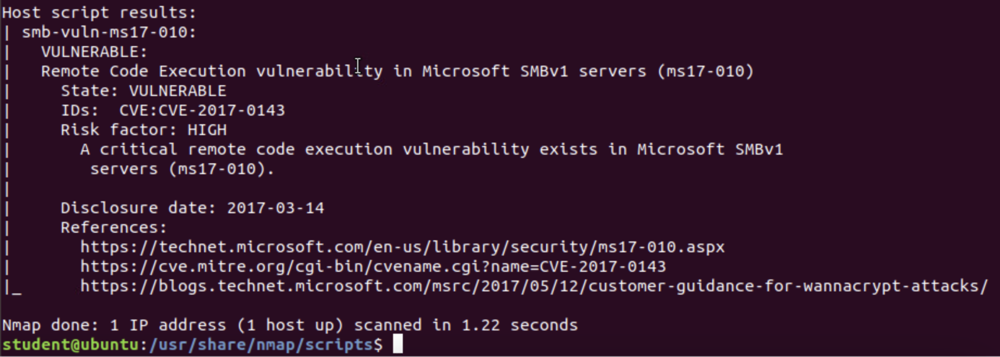 Host script results:
| smb-vuln-ms17-010:
|   VULNERABLE:
|   Remote Code Execution vulnerability in Microsoft SMBv1 servers (ms17-010)
|     State: VULNERABLE
|     IDs:  CVE:CVE-2017-0143
|     Risk factor: HIGH
|       A critical remote code execution vulnerability exists in Microsoft SMBv1
|        servers (ms17-010).
|
|     Disclosure date: 2017-03-14
|     References:
|       https://technet.microsoft.com/en-us/library/security/ms17-010.aspx
|       https://cve.mitre.org/cgi-bin/cvename.cgi?name=CVE-2017-0143
|_      https://blogs.technet.microsoft.com/msrc/2017/05/12/customer-guidance-for-wannacrypt-attacks/

Nmap done: 1 IP address (1 host up) scanned in 1.22 seconds
student@ubuntu:/usr/share/nmap/scripts$